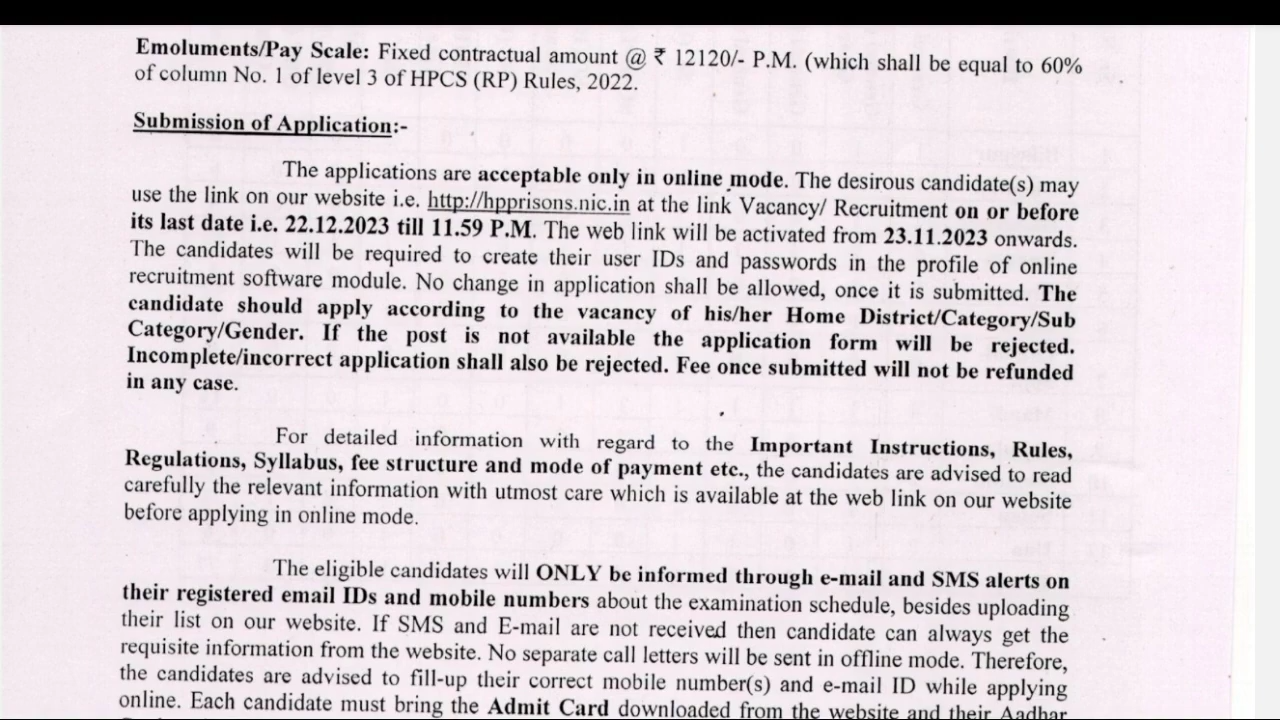 Emoluments/Pay Scale: Fixed contractual amount @ ₹ 12120/- P.M. (which shall be equal to 60%
of column No. 1 of level 3 of HPCS (RP) Rules, 2022.
Submission of Application:-
The applications are acceptable only in online mode. The desirous candidate(s) may
use the link on our website i.e. http://hpprisons.nic.in at the link Vacancy/ Recruitment on or before
its last date i.e. 22.12.2023 till 11.59 P.M. The web link will be activated from 23.11.2023 onwards.
The candidates will be required to create their user IDs and passwords in the profile of online
recruitment software module. No change in application shall be allowed, once it is submitted. The
candidate should apply according to the vacancy of his/her Home District/Category/Sub
Category/Gender. If the post is not available the application form will be rejected.
Incomplete/incorrect application shall also be rejected. Fee once submitted will not be refunded
in any case.
For detailed information with regard to the Important Instructions, Rules,
Regulations, Syllabus, fee structure and mode of payment etc., the candidates are advised to read
carefully the relevant information with utmost care which is available at the web link on our website
before applying in online mode.
The eligible candidates will ONLY be informed through e-mail and SMS alerts on
their registered email IDs and mobile numbers about the examination schedule, besides uploading
their list on our website. If SMS and E-mail are not received then candidate can always get the
requisite information from the website. No separate call letters will be sent in offline mode. Therefore,
the candidates are advised to fill-up their correct mobile number(s) and e-mail ID while applying
online. Each candidate must bring the Admit Card downloaded from the website and their Aadhar